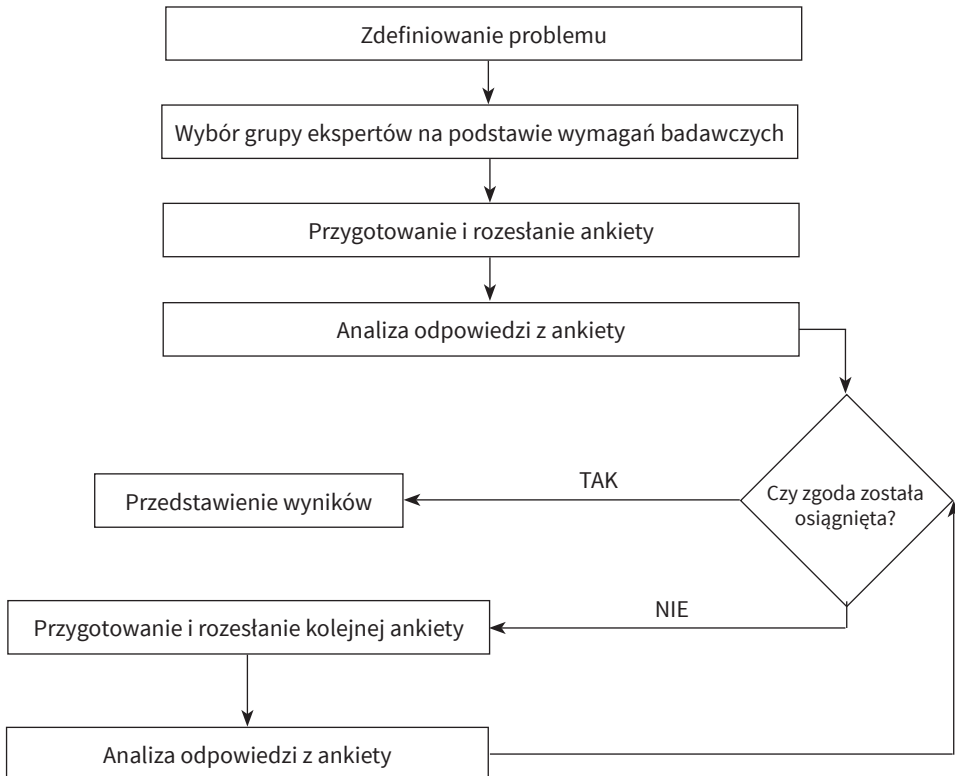 Zdefiniowanie problemu
Wybór grupy ekspertów na podstawie wymagań badawczych
Przygotowanie i rozesłanie ankiety
Analiza odpowiedzi z ankiety
TAK
Przedstawienie wyników
Czy zgoda została
osiągnięta?
NIE
Przygotowanie i rozesłanie kolejnej ankiety
Analiza odpowiedzi z ankiety